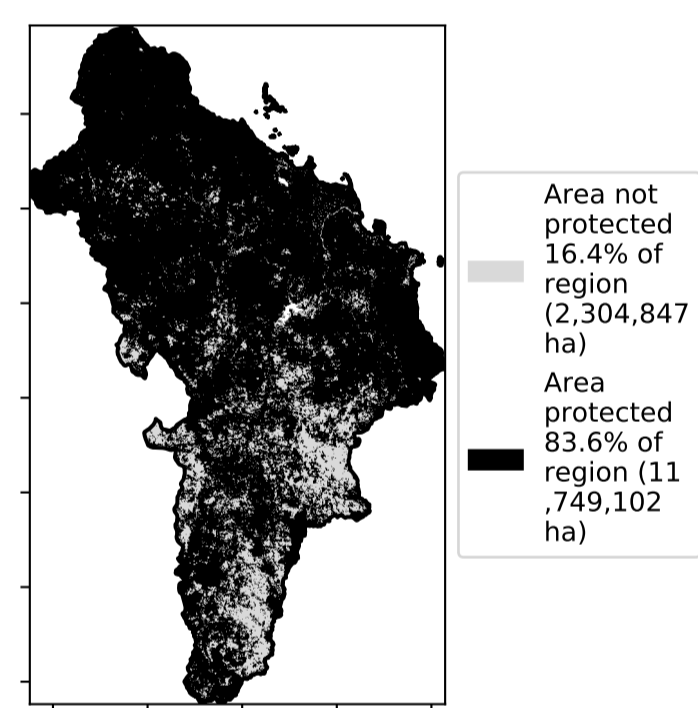 Area not
protected
16.4% of
region
(2,304,847
ha)
Area
protected
83.6% of
region (11
,749,102
ha)